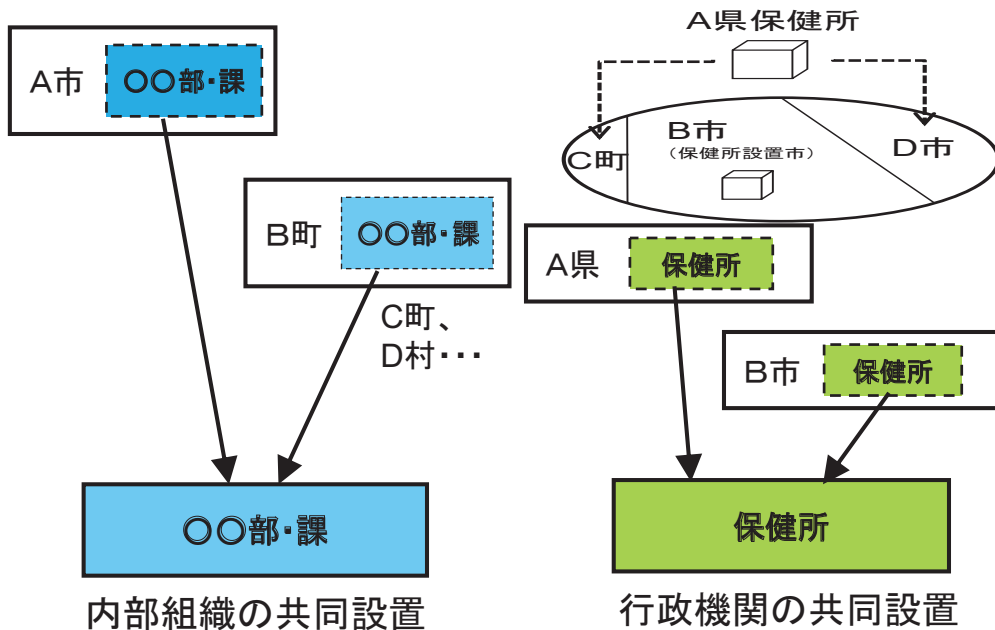 A市
〇〇部・課
B町
〇〇部・課
C町、
D村・・・
〇〇部・課
内部組織の共同設置
A県保健所
B市
（保健所設置市）
C町
D市
A県
保健所
B市
保健所
保健所
行政機関の共同設置